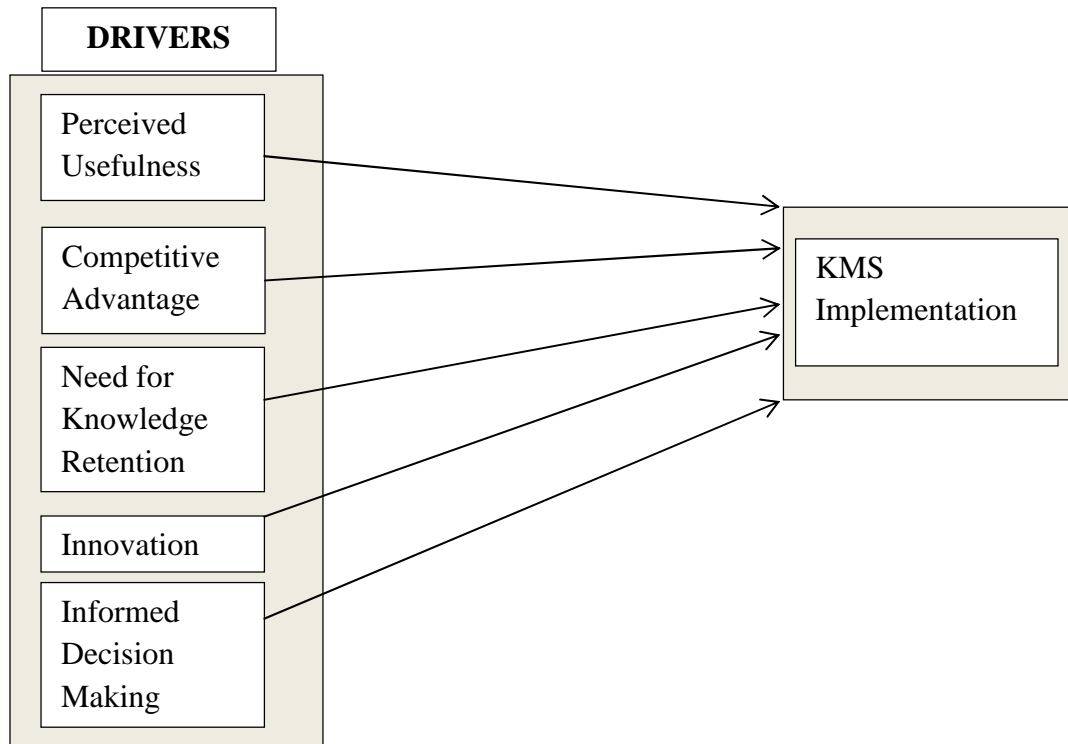 DRIVERS
Perceived
Usefulness
Competitive
Advantage
Need for
Knowledge
Retention
Innovation
Informed
Decision
Making
KMS
Implementation